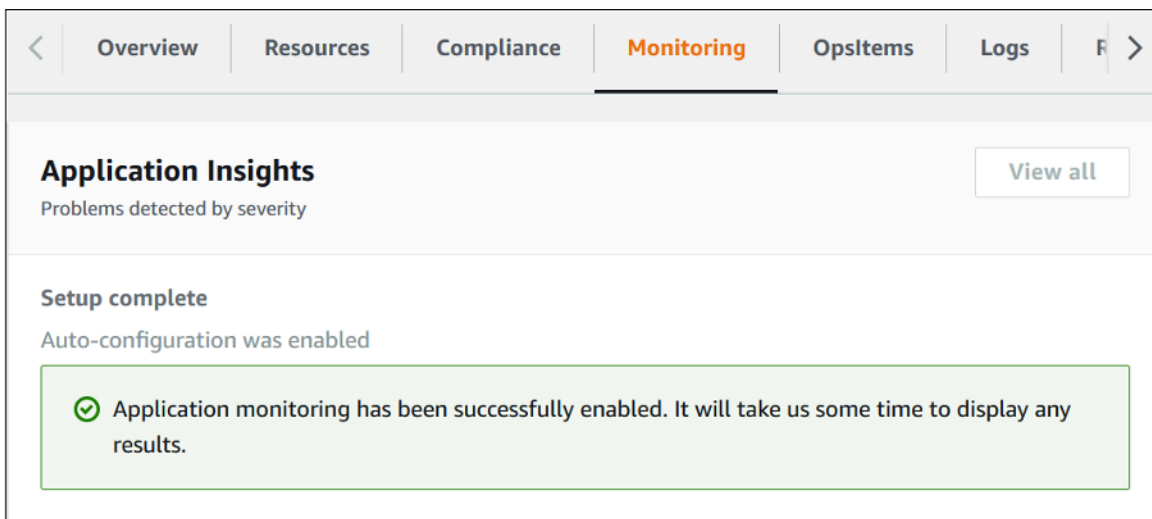 Overview Resources Compliance Monitoring OpsItems Logs
Application Insights
View all
Problems detected by severity
Setup complete
Auto-configuration was enabled
Application monitoring has been successfully enabled. It will take us some time to display any
results.